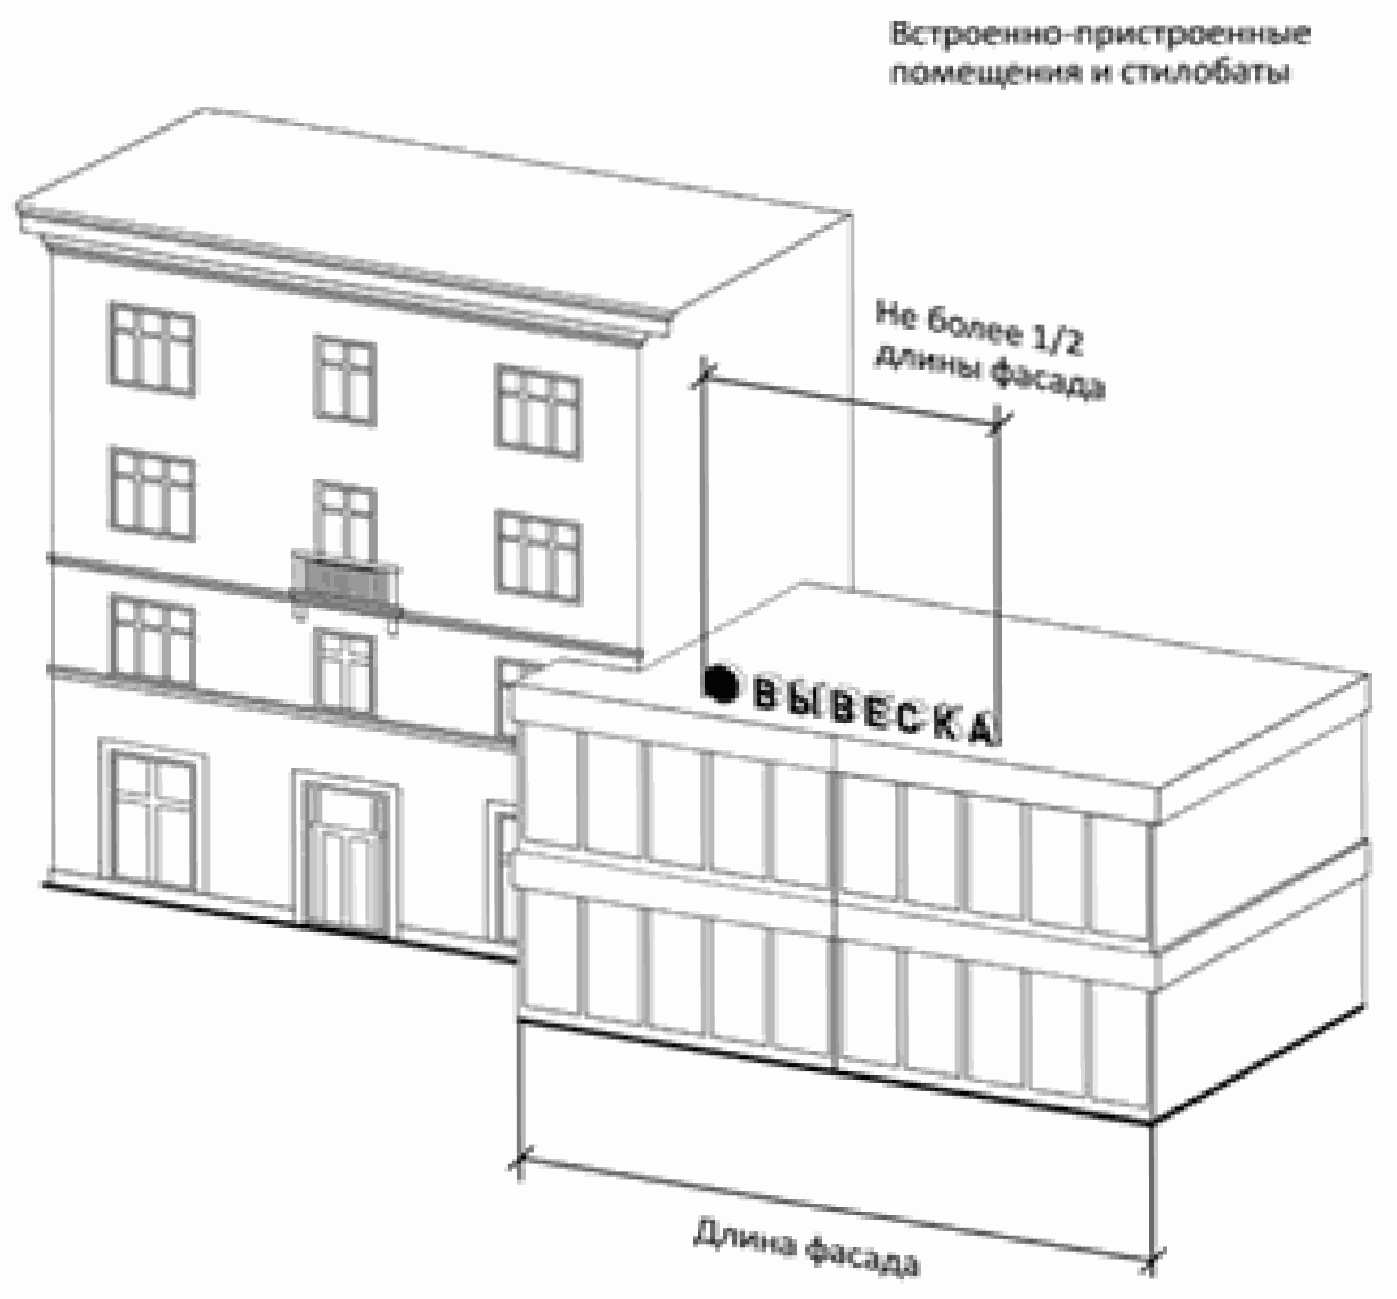 Встроенно-пристроенные
помещения и стилобаты
Не более 1/2
длины фасада
ВЫВЕСКА
Длина фасада